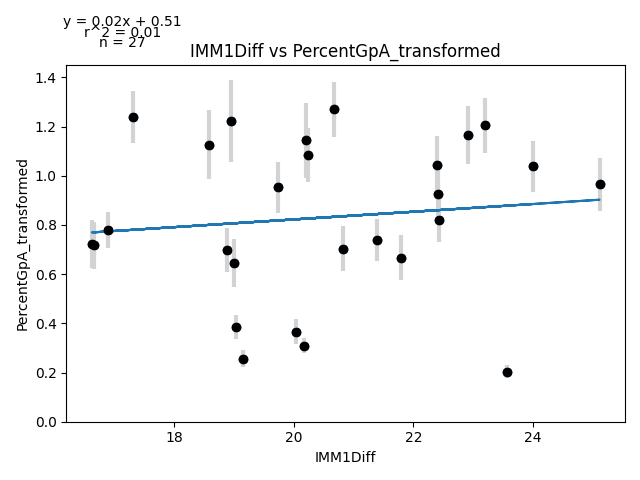 y = 0.02x + 0.51
r^2 = 0.01
n = 27
IMM1Diff vs PercentGpA_transformed
1.4
1.2
1.0
0.8
0.6
0.4
0.2
0.0
PercentGpA_transformed
18 20 22 24
IMM1Diff